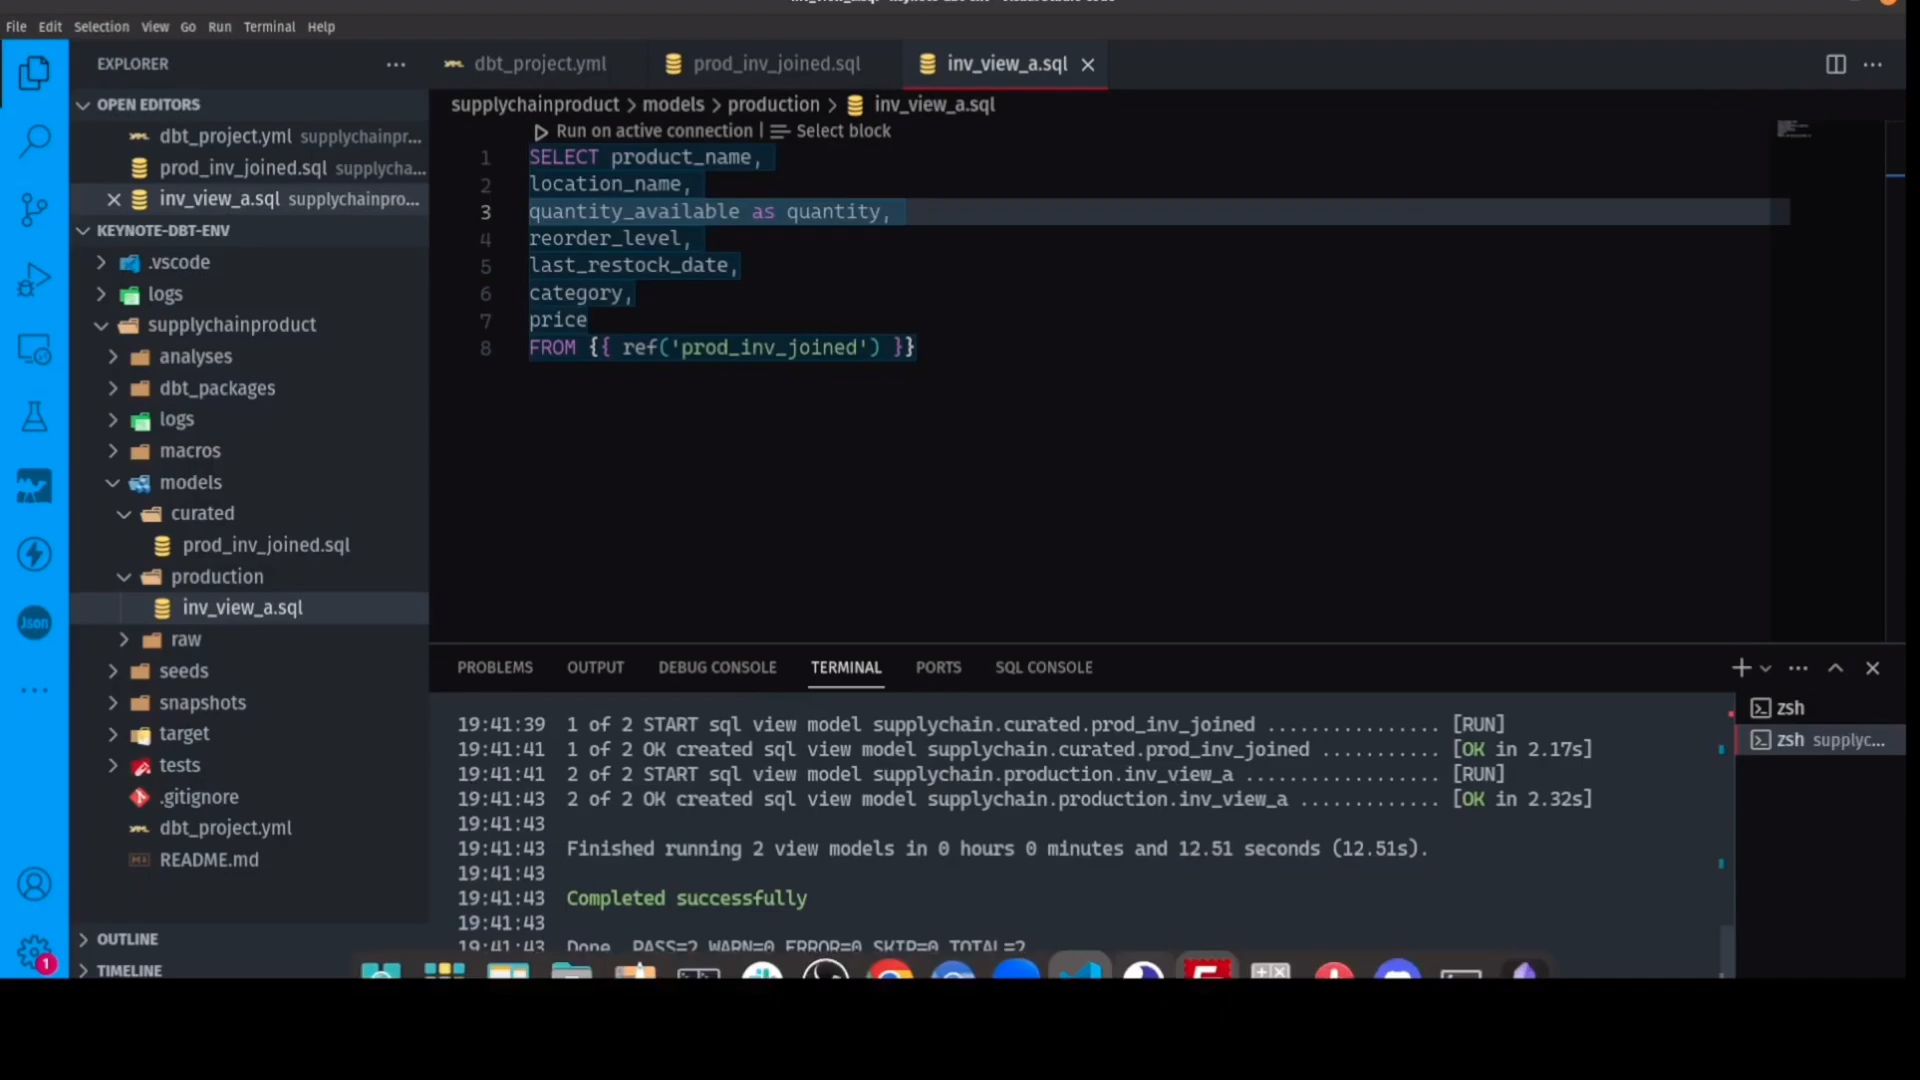 File Edit Selection View Go Run Terminal Help
EXPLORER
OPEN EDITORS
dbt_project.yml supplychainpr...
prod_inv_joined.sql supplycha...
inv_view_a.sql supplychainpro...
KEYNOTE-DBT-ENV
.vscode
logs
supplychainproduct
analyses
dbt_packages
logs
macros
models
curated
prod_inv_joined.sql
production
inv_view_a.sql
raw
seeds
snapshots
target
tests
.gitignore
dbt_project.yml
README.md
OUTLINE
TIMELINE
Json
1
dbt_project.yml prod_inv_joined.sql inv_view_a.sql
supplychainproduct > models > production > inv_view_a.sql
Run on active connection | Select block
1 SELECT product_name,
2 location_name,
3 quantity_available as quantity,
4 reorder_level,
5 last_restock_date,
6 category,
7 price
8 FROM {{ ref('prod_inv_joined') }}
PROBLEMS OUTPUT DEBUG CONSOLE TERMINAL PORTS SQL CONSOLE
19:41:39 1 of 2 START sql view model supplychain.curated.prod_inv_joined ................ [RUN]
19:41:41 1 of 2 OK created sql view model supplychain.curated.prod_inv_joined ........... [OK in 2.17s]
19:41:41 2 of 2 START sql view model supplychain.production.inv_view_a ................. [RUN]
19:41:43 2 of 2 OK created sql view model supplychain.production.inv_view_a ............ [OK in 2.32s]
19:41:43
19:41:43 Finished running 2 view models in 0 hours 0 minutes and 12.51 seconds (12.51s).
19:41:43
19:41:43 Completed successfully
19:41:43
19:41:43 Done. PASS=2 WARN=0 ERROR=0 SKIP=0 TOTAL=2
zsh
zsh supplyc...